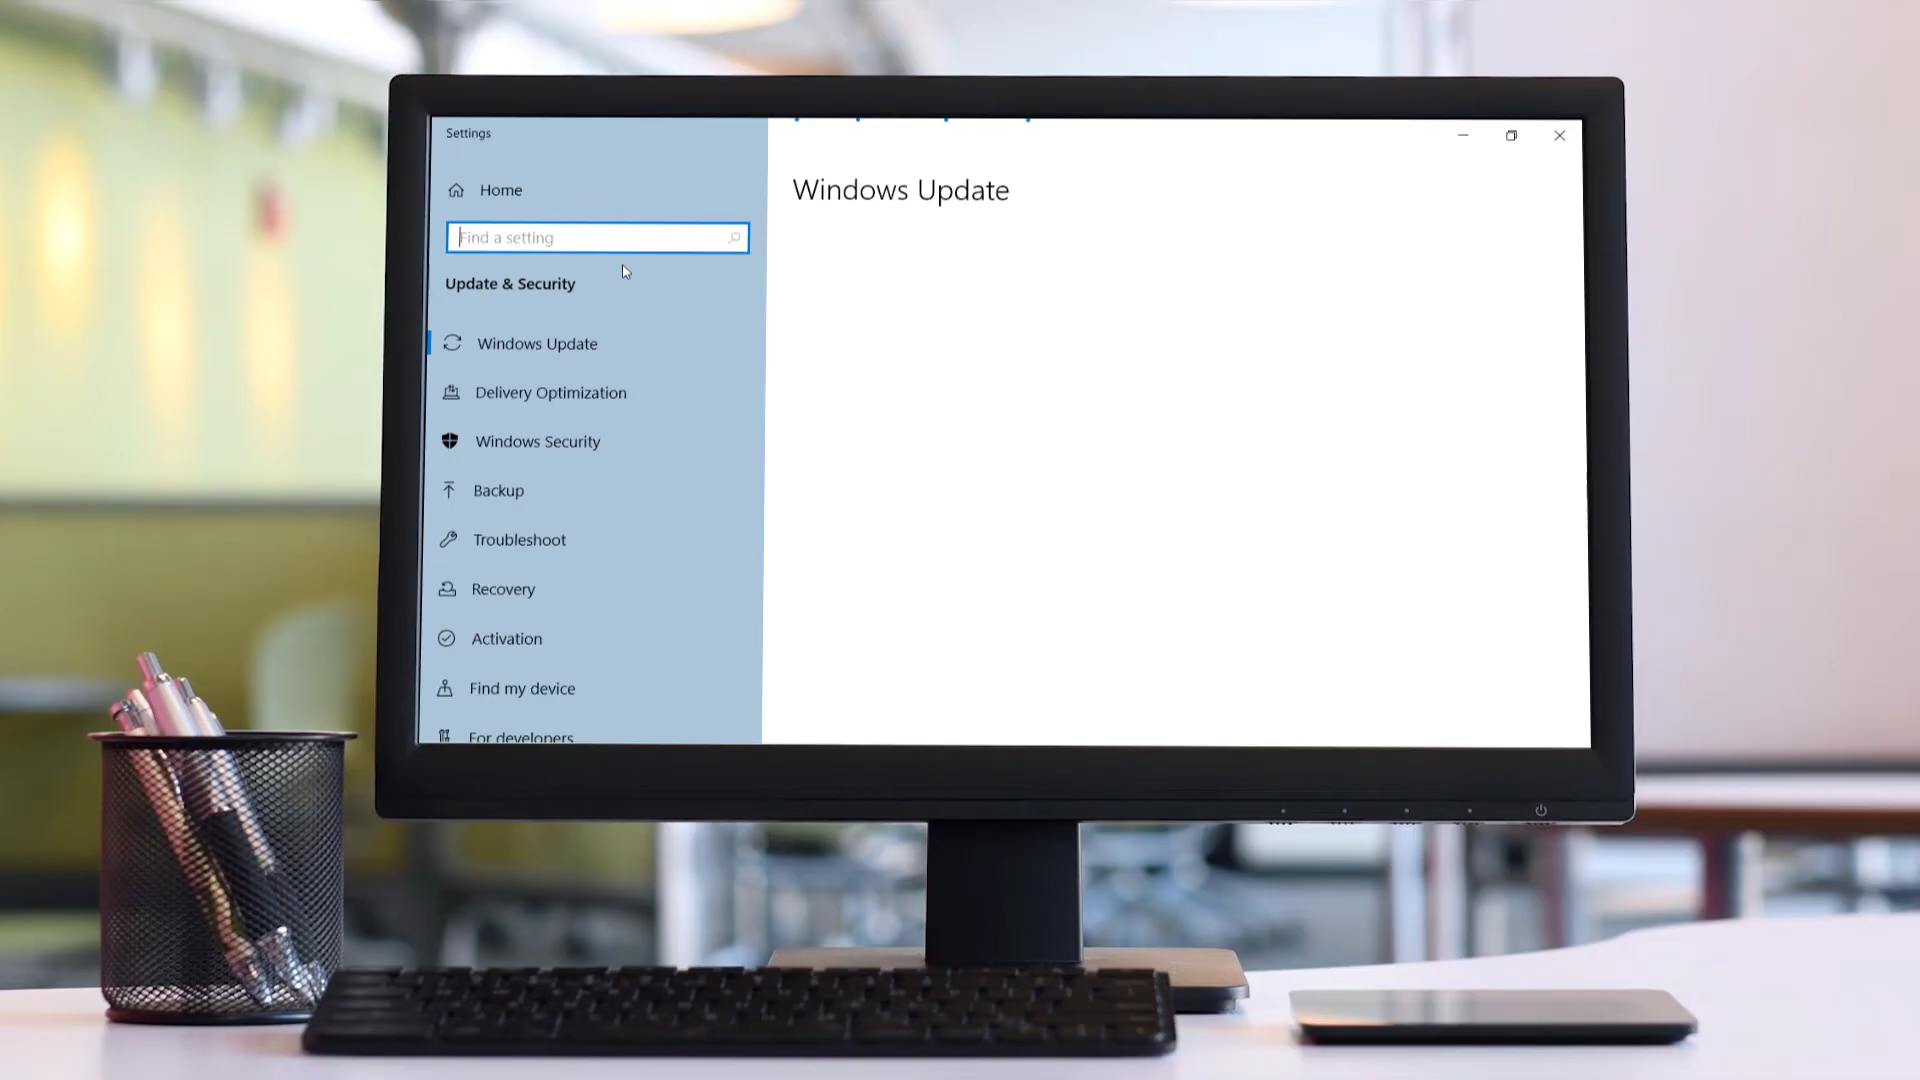 Settings
Home
Find a setting
Update & Security
Windows Update
Delivery Optimization
Windows Security
Backup
Troubleshoot
Recovery
Activation
Find my device
For developers
Windows Update